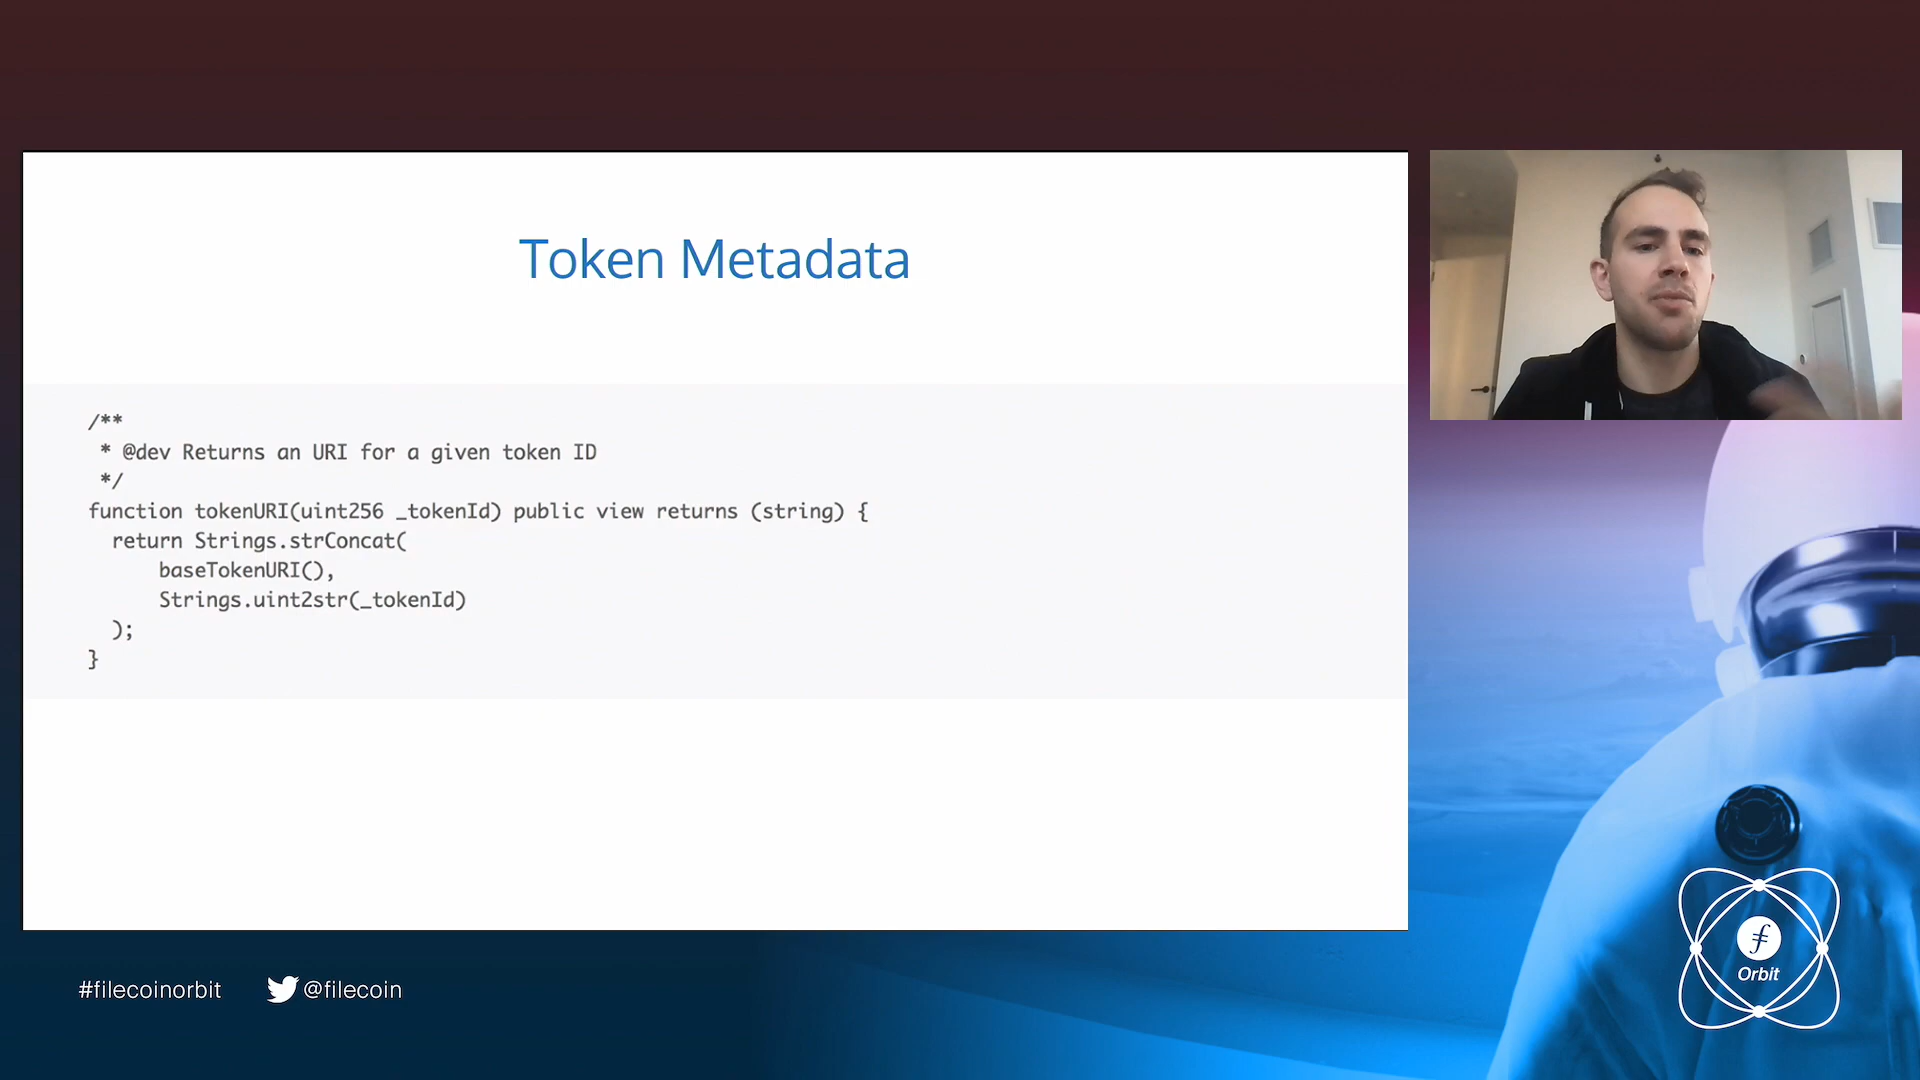 Token Metadata
/**
 * @dev Returns an URI for a given token ID
 */
function tokenURI(uint256 _tokenId) public view returns (string) {
  return Strings.strConcat(
      baseTokenURI(),
      Strings.uint2str(_tokenId)
  );
}
#filecoinorbit @filecoin
Orbit